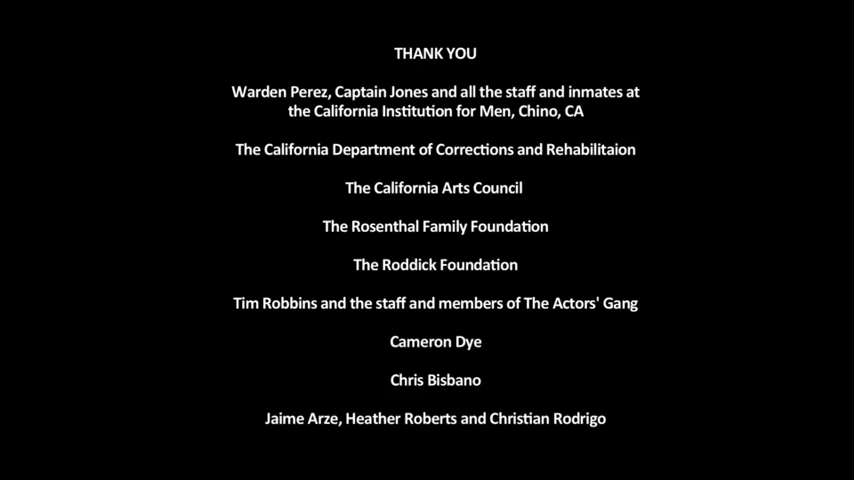 THANK YOU
Warden Perez, Captain Jones and all the staff and inmates at
the California Institution for Men, Chino, CA
The California Department of Corrections and Rehabilitaion
The California Arts Council
The Rosenthal Family Foundation
The Roddick Foundation
Tim Robbins and the staff and members of The Actors' Gang
Cameron Dye
Chris Bisbano
Jaime Arze, Heather Roberts and Christian Rodrigo